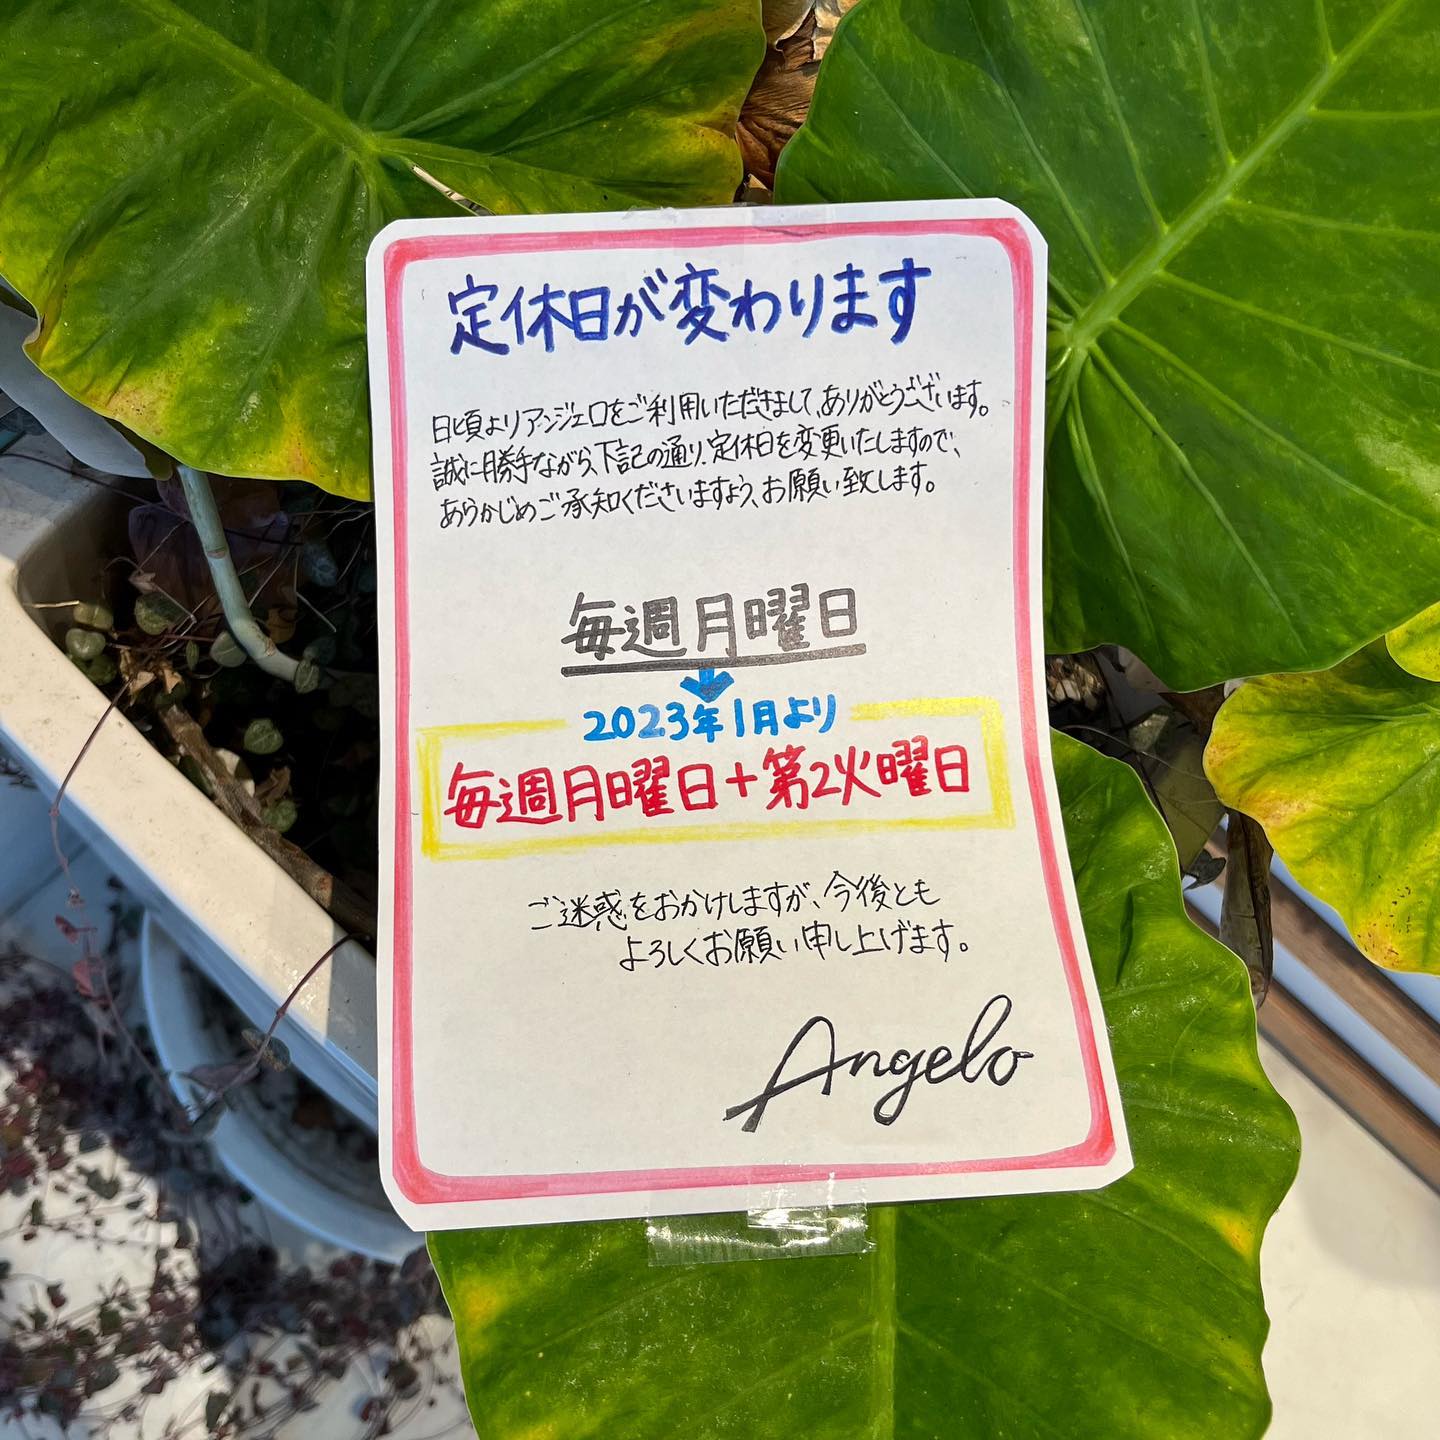 定休日が変わります
日頃よりアンジェロをご利用いただきまして、ありがとうございます。
誠に勝手ながら、下記の通り、定休日を変更いたしますので、
あらかじめご承知くださいますよう、お願い致します。
毎週月曜日
2023年1月より
毎週月曜日+第2火曜日
ご迷惑をおかけしますが、今後とも
よろしくお願い申し上げます。
Angelo